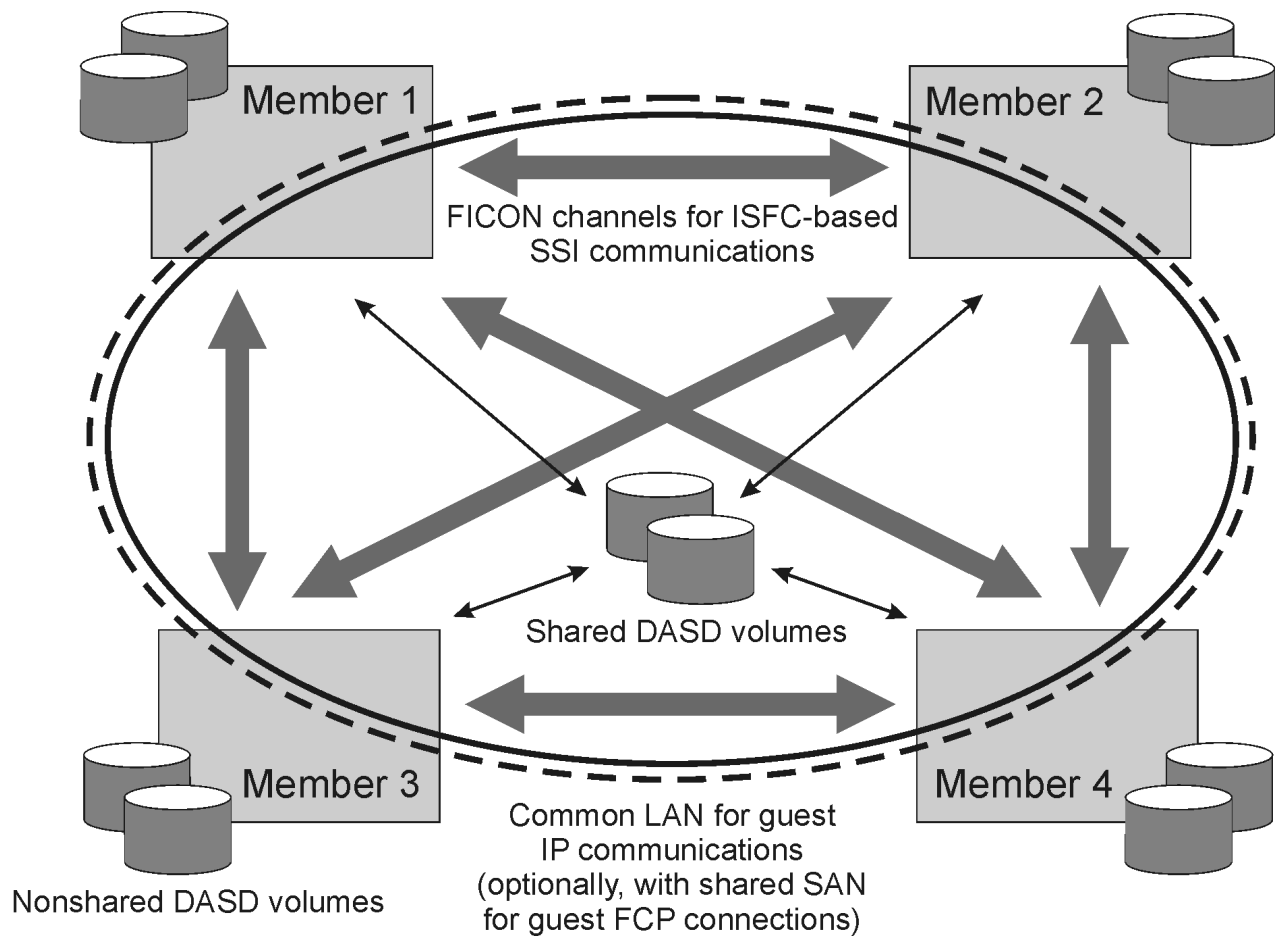 Member 1
Member 2
FICON channels for ISFC-based
SSI communications
Shared DASD volumes
Member 3
Member 4
Common LAN for guest
IP communications
(optionally, with shared SAN
for guest FCP connections)
Nonshared DASD volumes